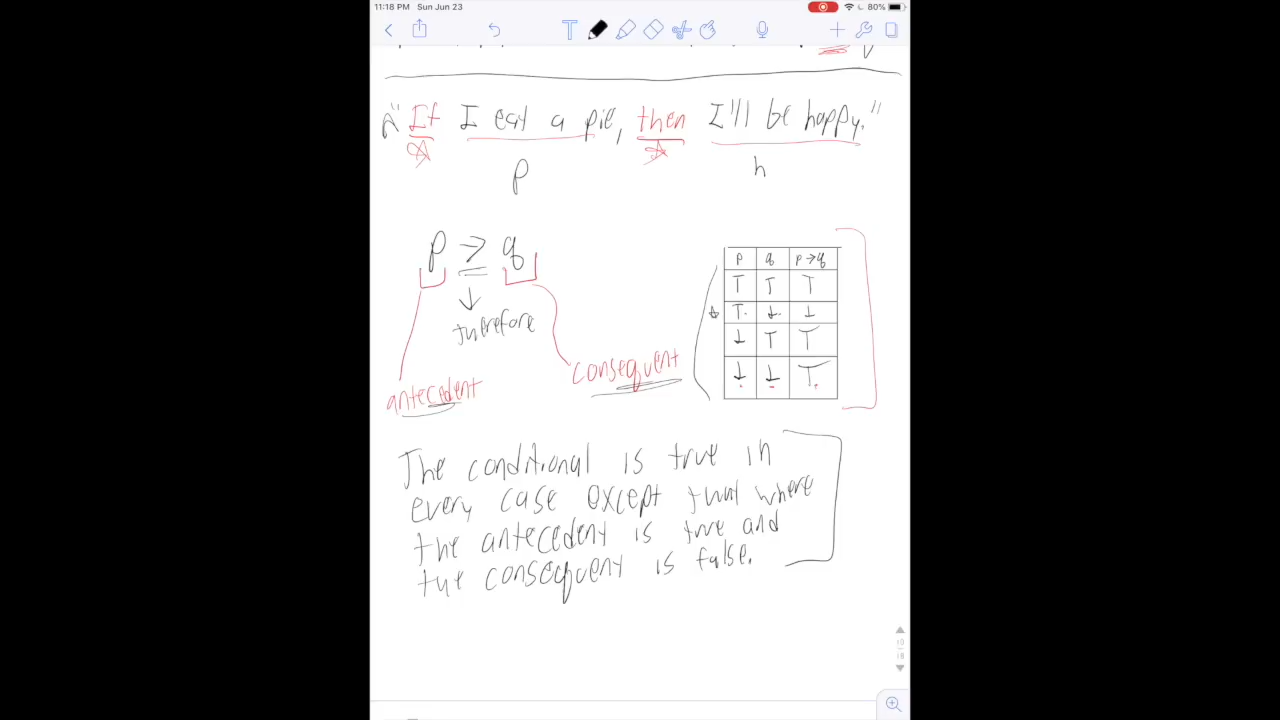 11:18 PM Sun Jun 23
80%
"If I eat a pie, then I'll be happy."
p h
p → q
therefore
antecedent
consequent
p q p→q
T T T
T ⊥ ⊥
⊥ T T
⊥ ⊥ T
The conditional is true in
every case except that where
the antecedent is true and
the consequent is false.